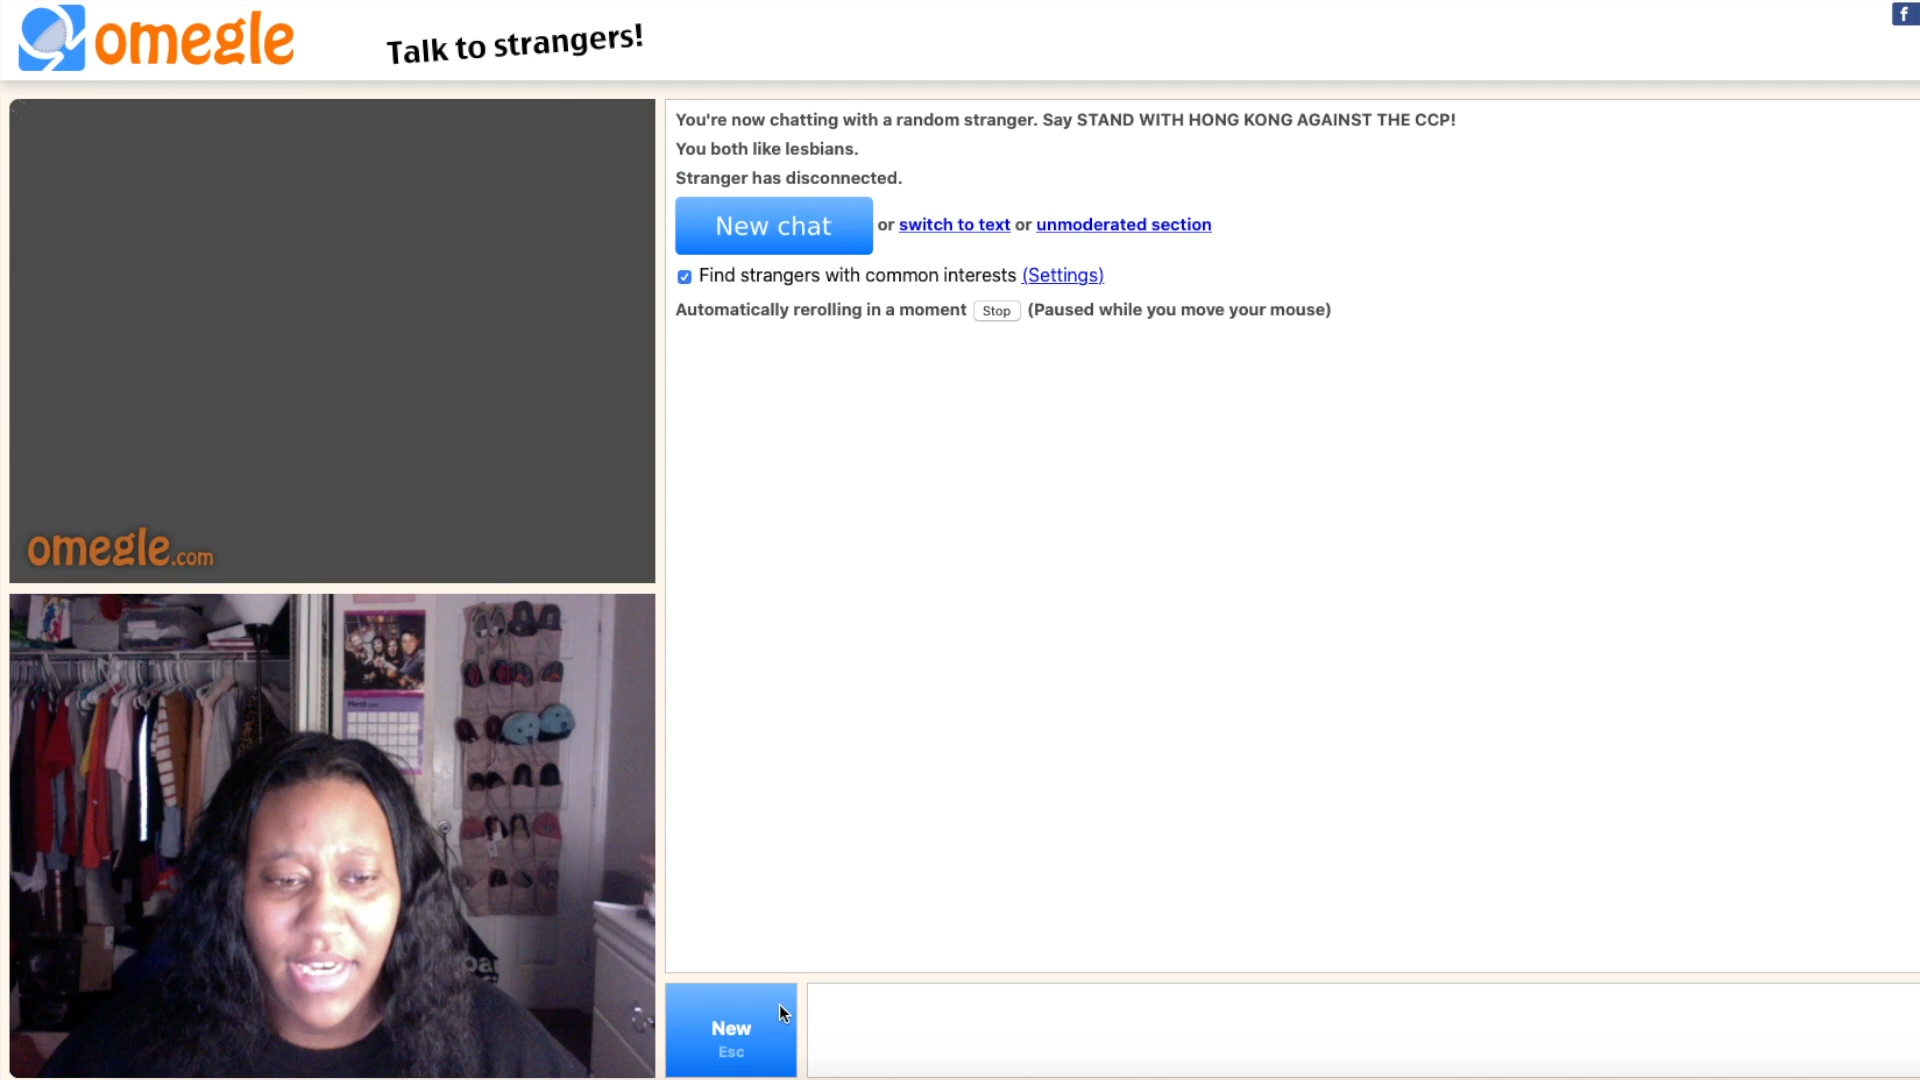 omegle
Talk to strangers!
f
You're now chatting with a random stranger. Say STAND WITH HONG KONG AGAINST THE CCP!
You both like lesbians.
Stranger has disconnected.
New chat or switch to text or unmoderated section
Find strangers with common interests (Settings)
Automatically rerolling in a moment Stop (Paused while you move your mouse)
omegle.com
March
New
Esc